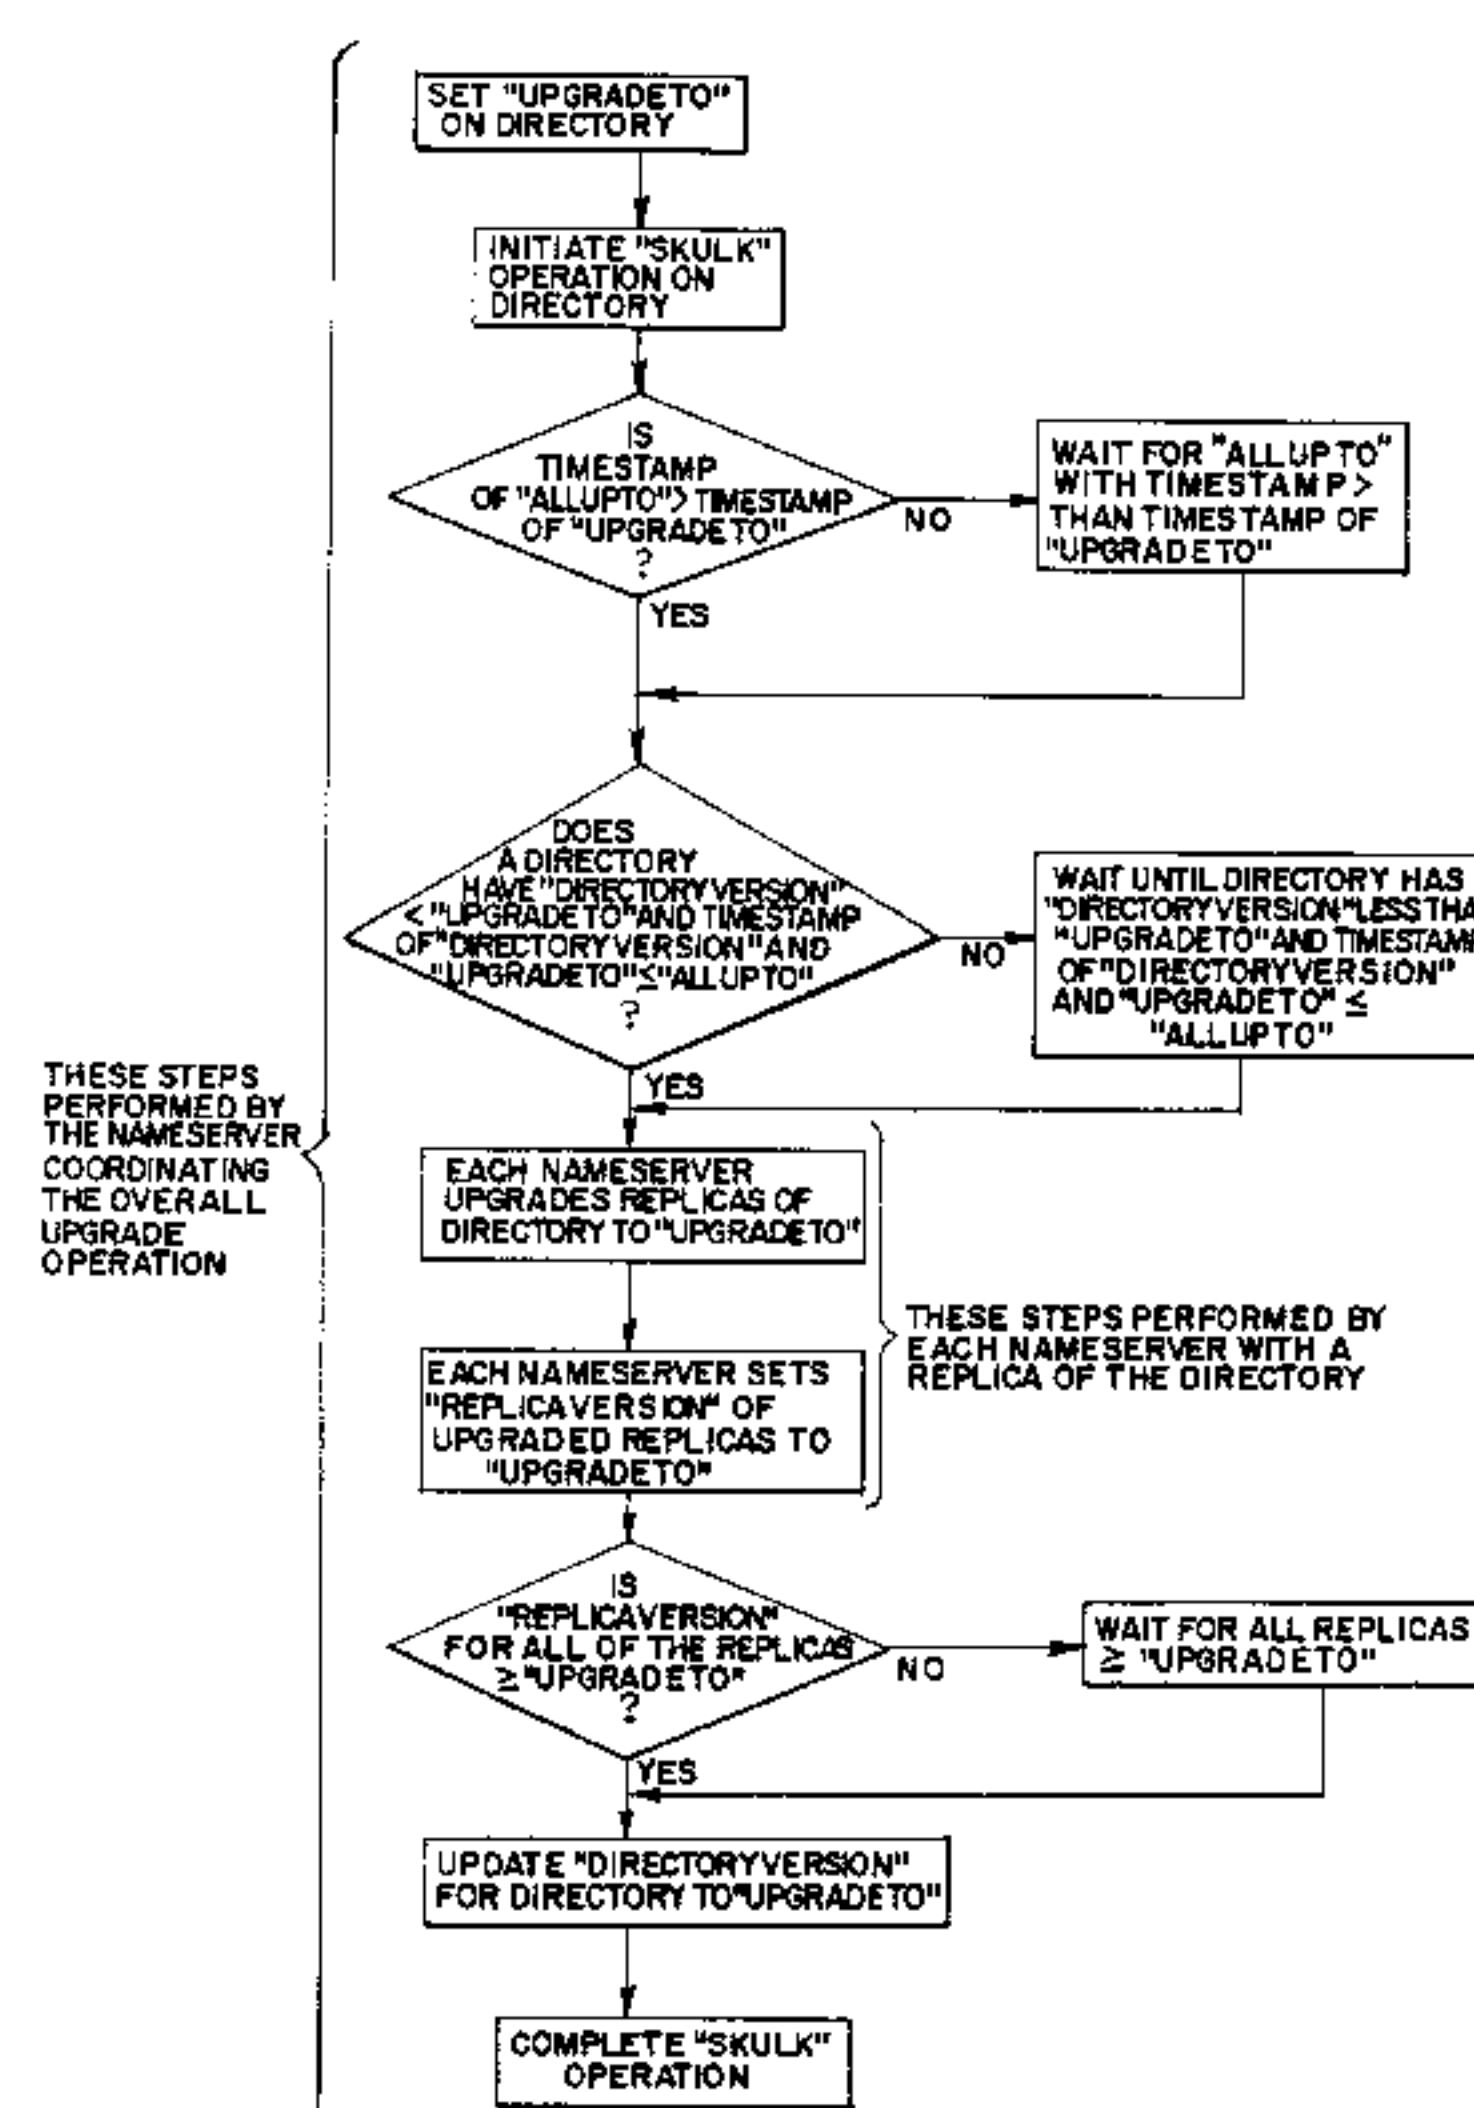 SET "UPGRADETO"
ON DIRECTORY
INITIATE "SKULK"
OPERATION ON
DIRECTORY
IS
TIMESTAMP
OF "ALLUPTO" > TIMESTAMP
OF "UPGRADETO"
?
NO
WAIT FOR "ALLUPTO"
WITH TIMESTAMP >
THAN TIMESTAMP OF
"UPGRADETO"
YES
DOES
A DIRECTORY
HAVE "DIRECTORYVERSION"
< "UPGRADETO" AND TIMESTAMP
OF "DIRECTORYVERSION" AND
"UPGRADETO" ≤ "ALLUPTO"
?
NO
WAIT UNTIL DIRECTORY HAS
"DIRECTORYVERSION" LESS THA
"UPGRADETO" AND TIMESTAMP
OF "DIRECTORYVERSION"
AND "UPGRADETO" ≤
"ALLUPTO"
YES
THESE STEPS
PERFORMED BY
THE NAMESERVER
COORDINATING
THE OVERALL
UPGRADE
OPERATION
EACH NAMESERVER
UPGRADES REPLICAS OF
DIRECTORY TO "UPGRADETO"
EACH NAMESERVER SETS
"REPLICAVERSION" OF
UPGRADED REPLICAS TO
"UPGRADETO"
THESE STEPS PERFORMED BY
EACH NAMESERVER WITH A
REPLICA OF THE DIRECTORY
IS
"REPLICAVERSION"
FOR ALL OF THE REPLICAS
≥ "UPGRADETO"
?
NO
WAIT FOR ALL REPLICAS
≥ "UPGRADETO"
YES
UPDATE "DIRECTORYVERSION"
FOR DIRECTORY TO "UPGRADETO"
COMPLETE "SKULK"
OPERATION